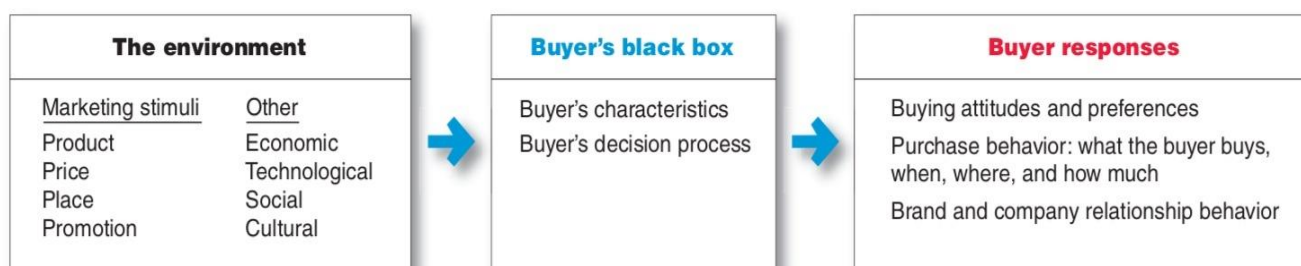 The environment
Marketing stimuli
Product
Price
Place
Promotion
Other
Economic
Technological
Social
Cultural
Buyer’s black box
Buyer’s characteristics
Buyer’s decision process
Buyer responses
Buying attitudes and preferences
Purchase behavior: what the buyer buys,
when, where, and how much
Brand and company relationship behavior